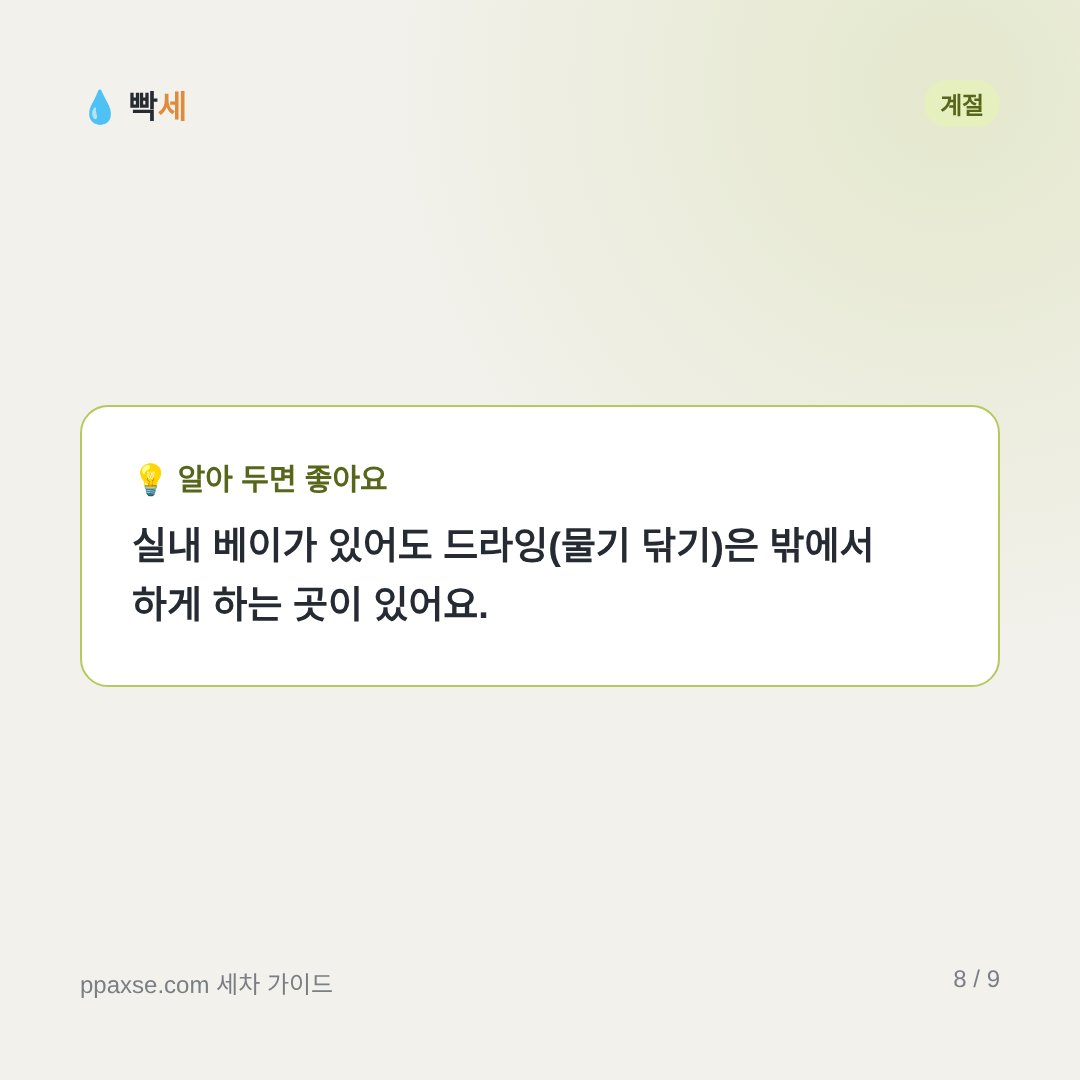 빡세
계절
알아 두면 좋아요
실내 베이가 있어도 드라잉(물기 닦기)은 밖에서
하게 하는 곳이 있어요.
ppaxse.com 세차 가이드
8 / 9